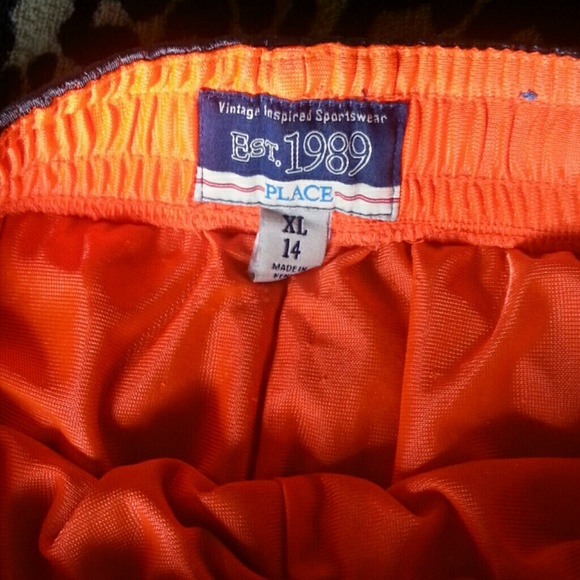 Vintage Inspired Sportswear
EST. 1989
PLACE
XL
14
MADE IN